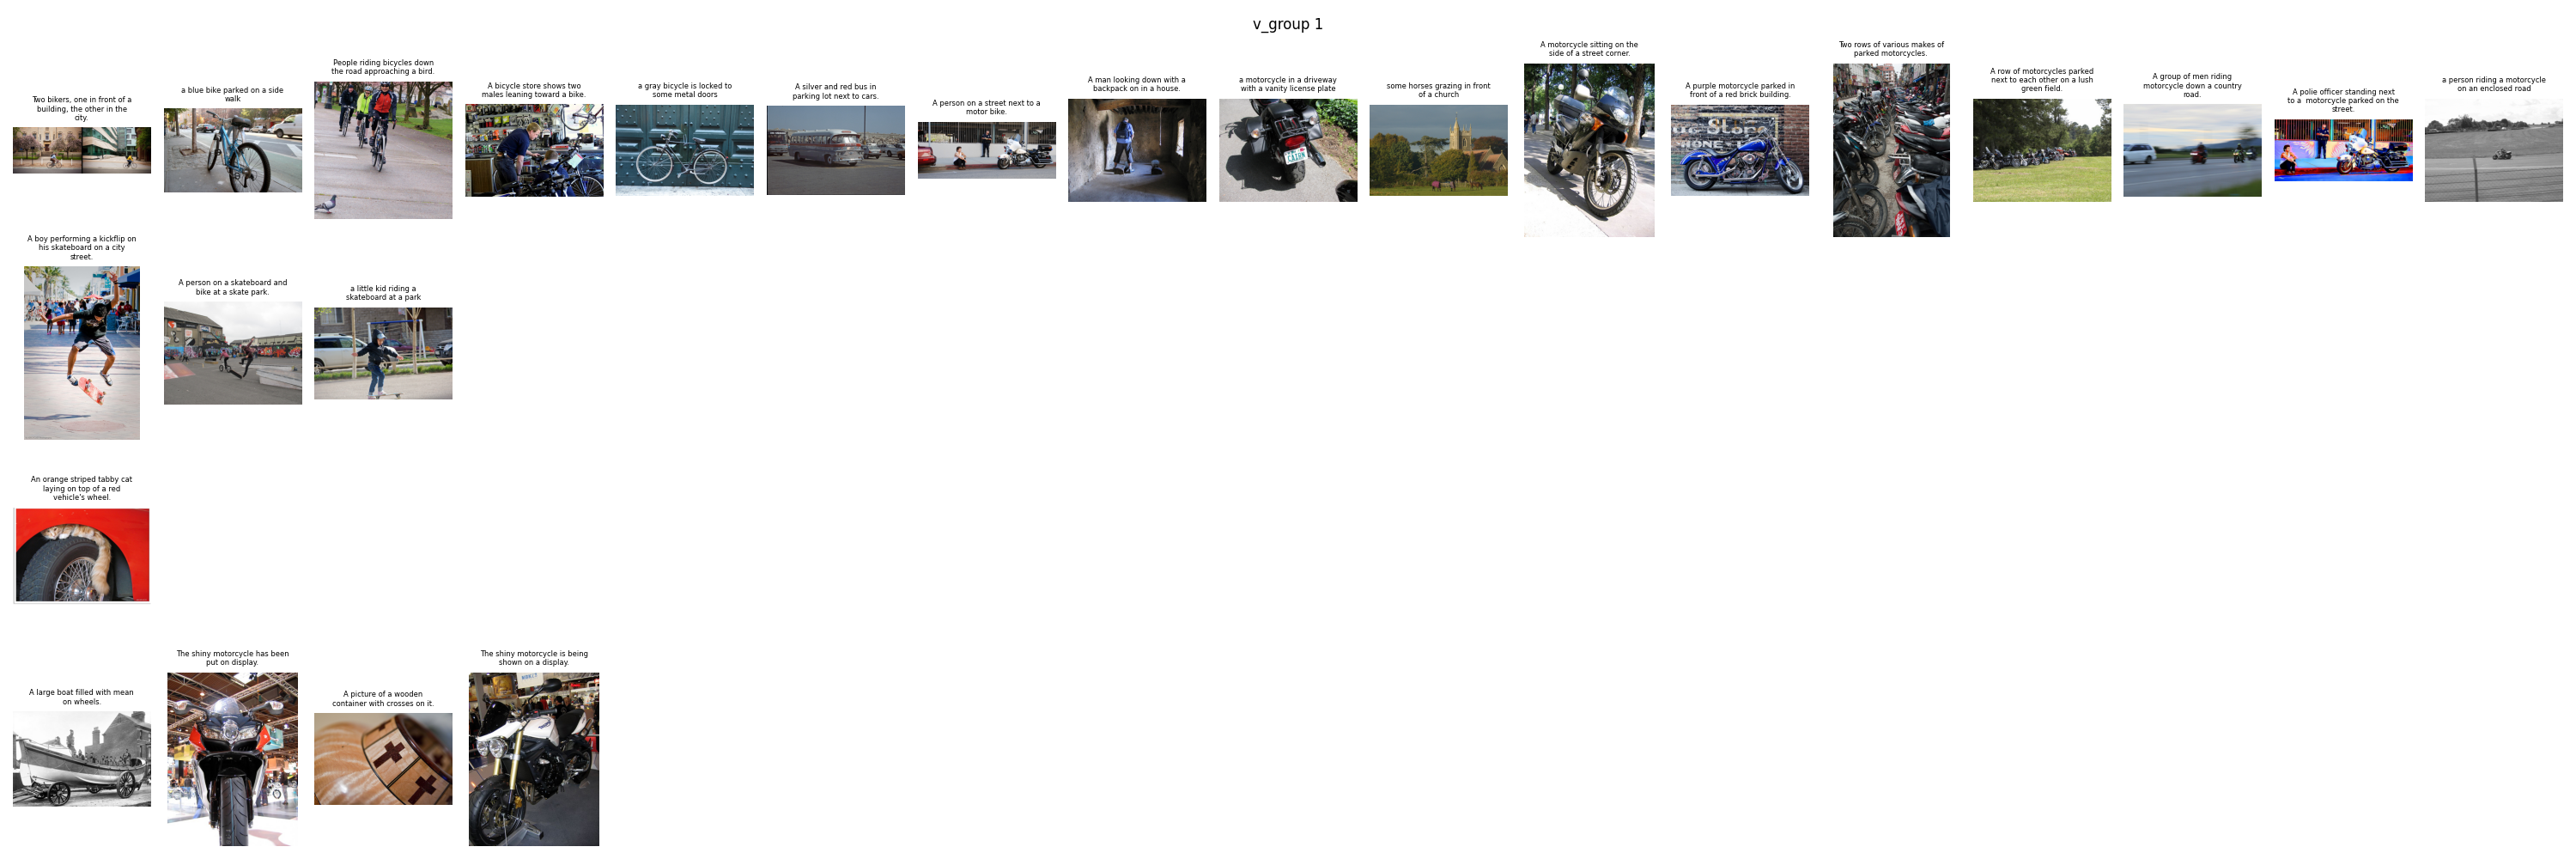 v_group 1
Two bikers, one in front of a
building, the other in the
city.
a blue bike parked on a side
walk
People riding bicycles down
the road approaching a bird.
A bicycle store shows two
males leaning toward a bike.
a gray bicycle is locked to
some metal doors
A silver and red bus in
parking lot next to cars.
A person on a street next to a
motor bike.
A man looking down with a
backpack on in a house.
a motorcycle in a driveway
with a vanity license plate
some horses grazing in front
of a church
A motorcycle sitting on the
side of a street corner.
A purple motorcycle parked in
front of a red brick building.
Two rows of various makes of
parked motorcycles.
A row of motorcycles parked
next to each other on a lush
green field.
A group of men riding
motorcycle down a country
road.
A polie officer standing next
to a  motorcycle parked on the
street.
a person riding a motorcycle
on an enclosed road
A boy performing a kickflip on
his skateboard on a city
street.
A person on a skateboard and
bike at a skate park.
a little kid riding a
skateboard at a park
An orange striped tabby cat
laying on top of a red
vehicle's wheel.
A large boat filled with mean
on wheels.
The shiny motorcycle has been
put on display.
A picture of a wooden
container with crosses on it.
The shiny motorcycle is being
shown on a display.